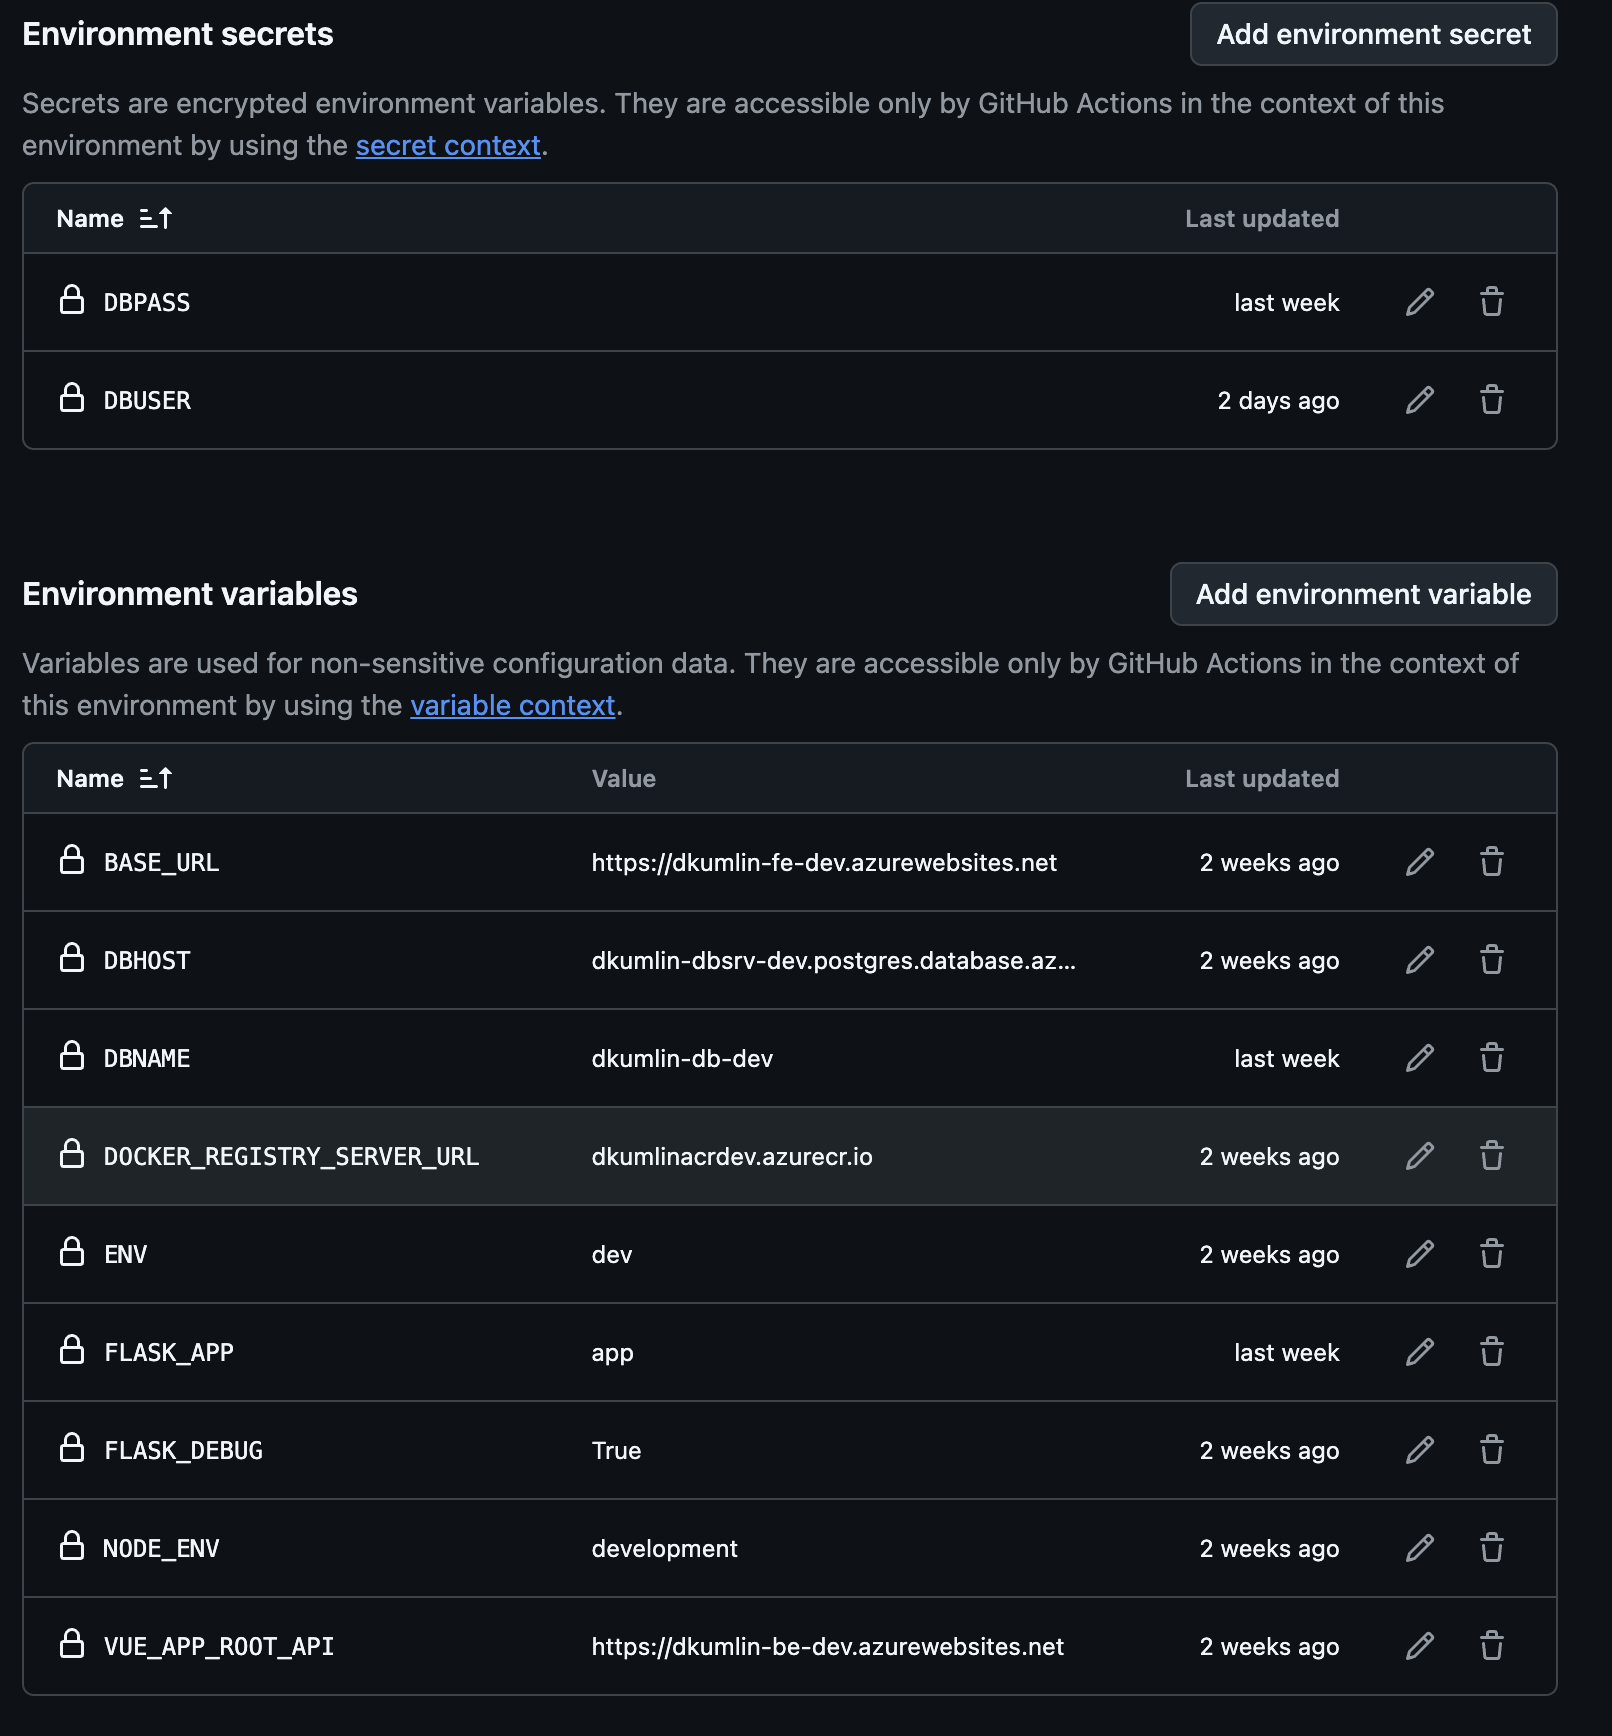 Environment secrets
Add environment secret
Secrets are encrypted environment variables. They are accessible only by GitHub Actions in the context of this
environment by using the secret context.
Name Last updated
DBPASS last week
DBUSER 2 days ago
Environment variables
Add environment variable
Variables are used for non-sensitive configuration data. They are accessible only by GitHub Actions in the context of
this environment by using the variable context.
Name Value Last updated
BASE_URL https://dkumlin-fe-dev.azurewebsites.net 2 weeks ago
DBHOST dkumlin-dbsrv-dev.postgres.database.az... 2 weeks ago
DBNAME dkumlin-db-dev last week
DOCKER_REGISTRY_SERVER_URL dkumlinacrdev.azurecr.io 2 weeks ago
ENV dev 2 weeks ago
FLASK_APP app last week
FLASK_DEBUG True 2 weeks ago
NODE_ENV development 2 weeks ago
VUE_APP_ROOT_API https://dkumlin-be-dev.azurewebsites.net 2 weeks ago